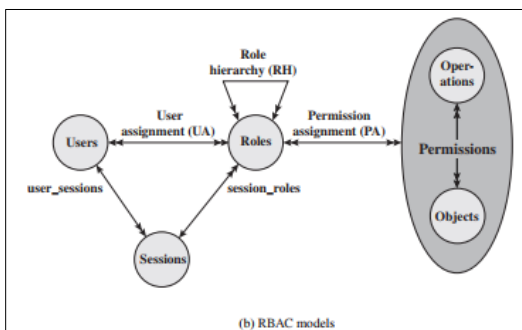 Role
hierarchy (RH)
Oper-
ations
User
assignment (UA)
Permission
assignment (PA)
Users
Roles
Permissions
user_sessions
session_roles
Objects
Sessions
(b) RBAC models